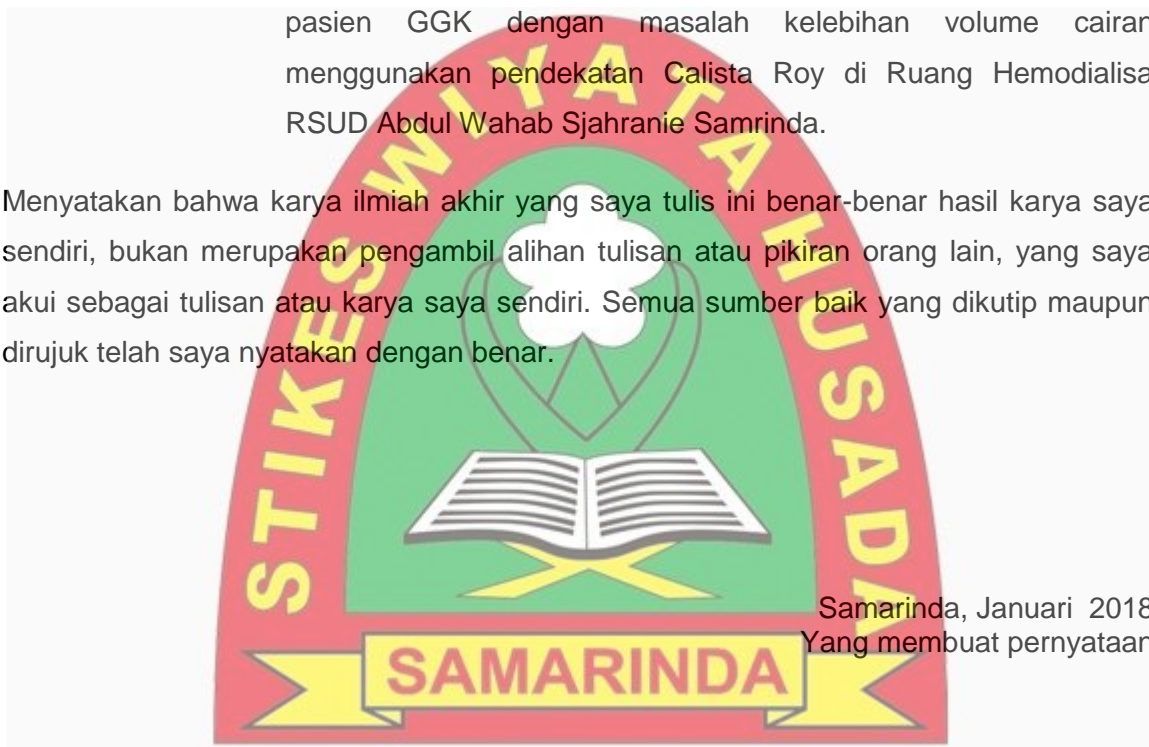 pasien GGK dengan masalah kelebihan volume cairan
menggunakan pendekatan Calista Roy di Ruang Hemodialisa
RSUD Abdul Wahab Sjahranie Samrinda.
Menyatakan bahwa karya ilmiah akhir yang saya tulis ini benar-benar hasil karya saya
sendiri, bukan merupakan pengambil alihan tulisan atau pikiran orang lain, yang saya
akui sebagai tulisan atau karya saya sendiri. Semua sumber baik yang dikutip maupun
dirujuk telah saya nyatakan dengan benar.
STIKES WIYATA HUSADA
Samarinda, Januari 2018
Yang membuat pernyataan
SAMARINDA